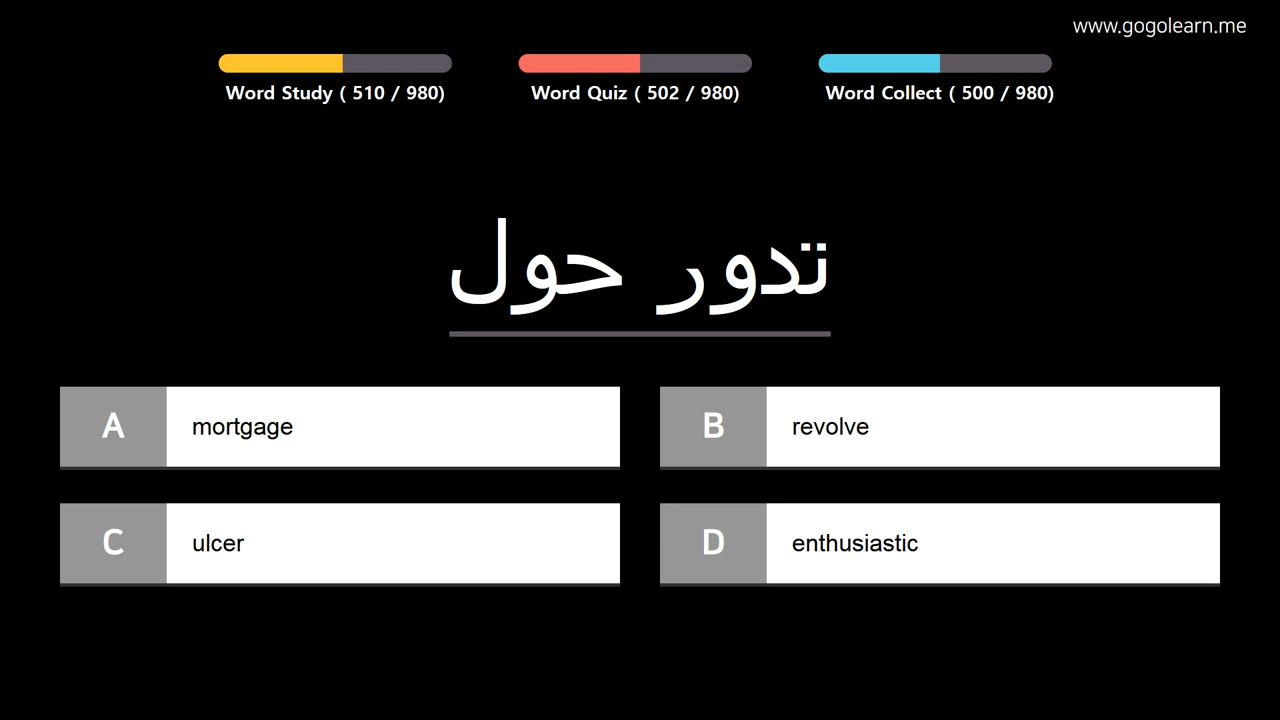 www.gogolearn.me
Word Study ( 510 / 980)
Word Quiz ( 502 / 980)
Word Collect ( 500 / 980)
تدور حول
A mortgage
B revolve
C ulcer
D enthusiastic